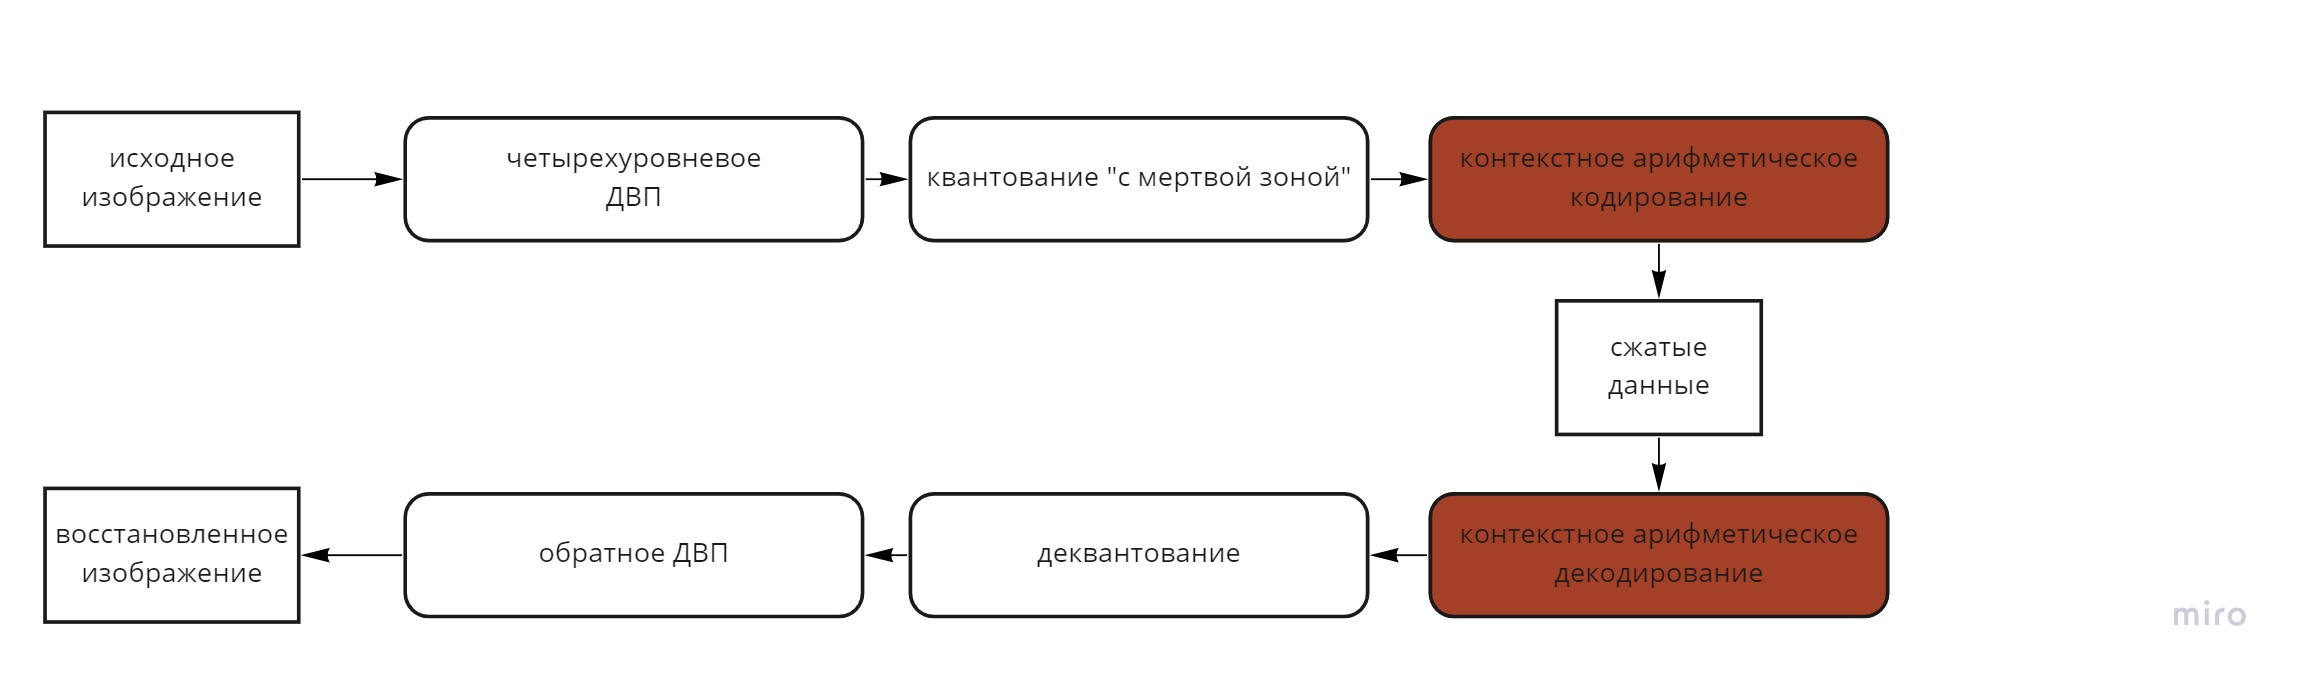 исходное
изображение
четырехуровневое
ДВП
квантование "с мертвой зоной"
контекстное арифметическое
кодирование
сжатые
данные
контекстное арифметическое
декодирование
деквантование
обратное ДВП
восстановленное
изображение
miro